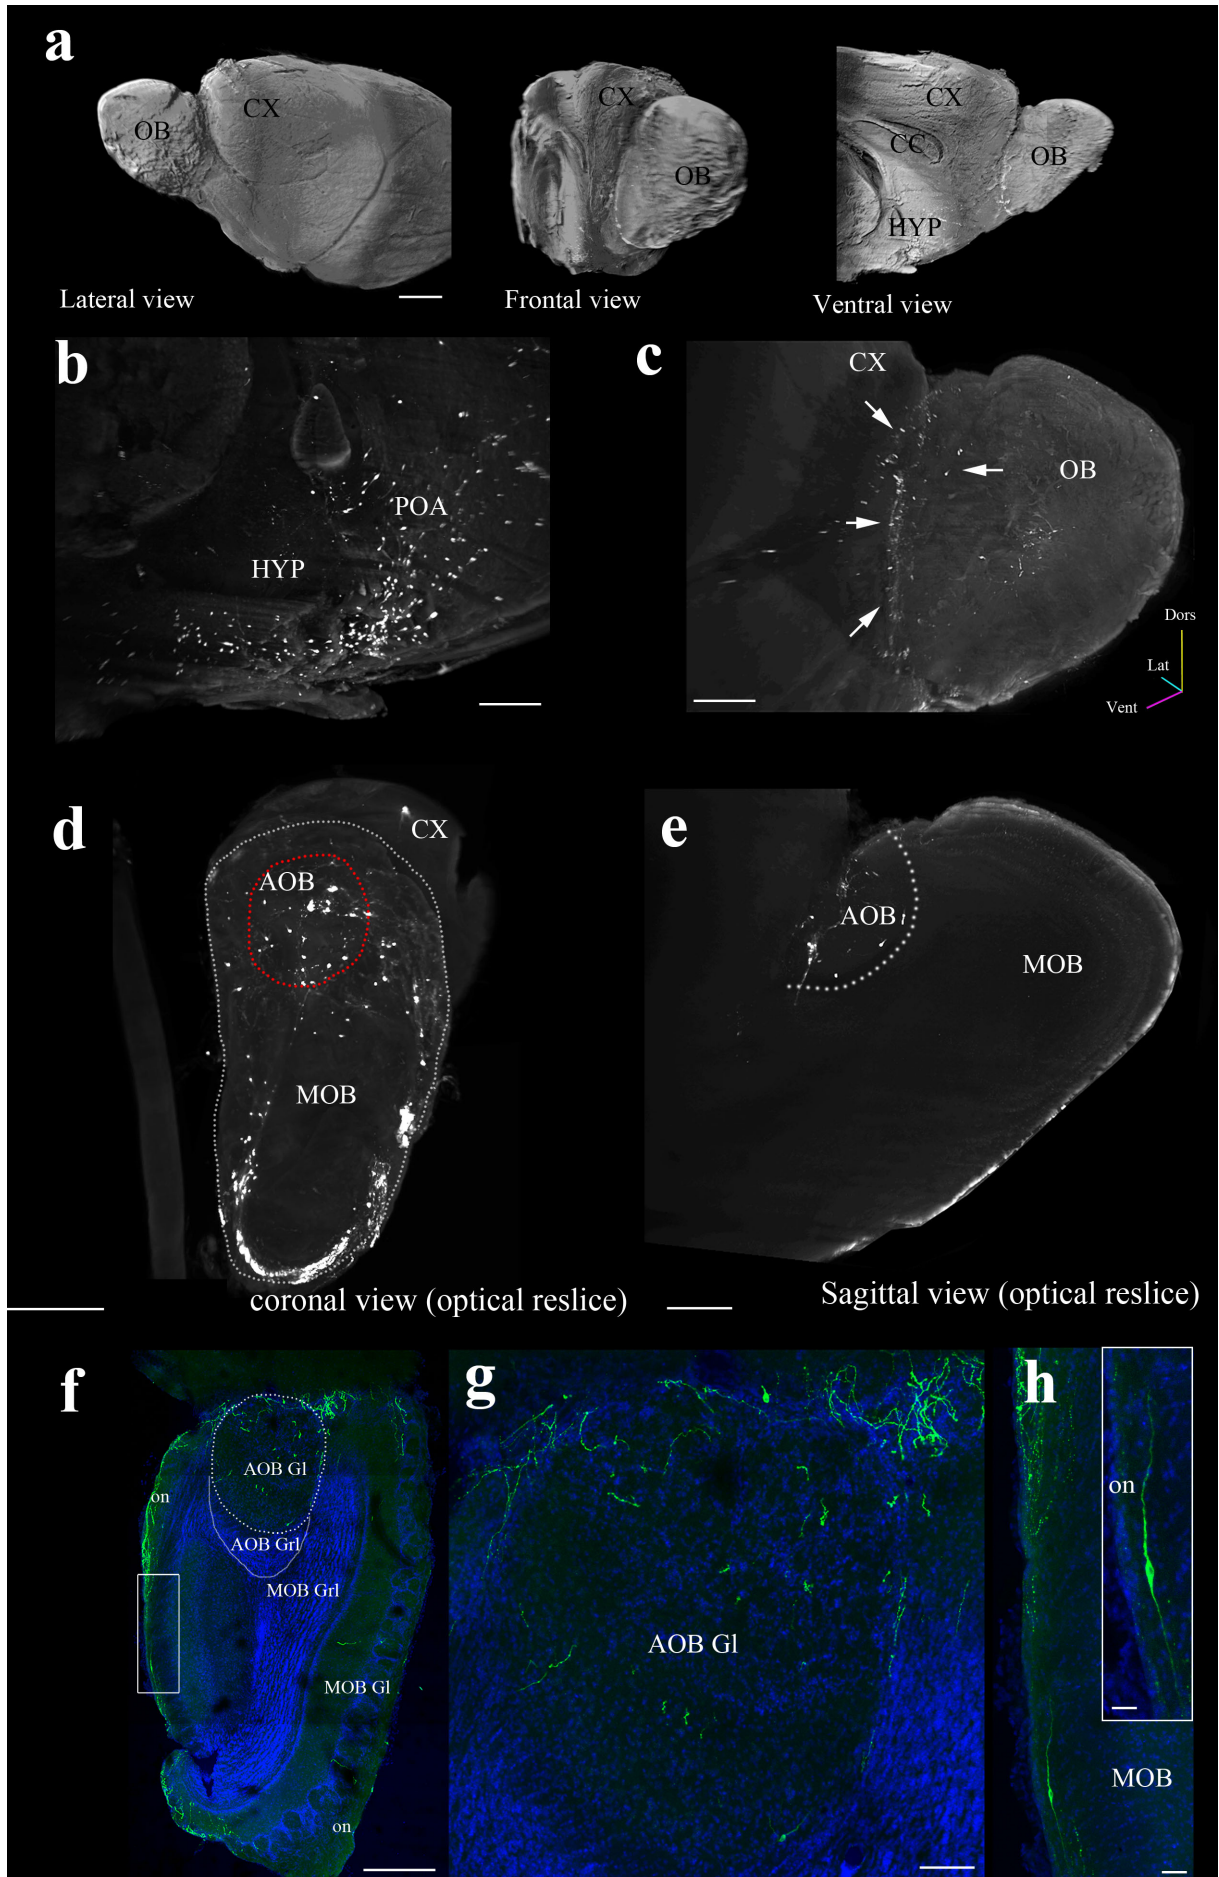 a
OB
CX
CX
OB
CX
CC
OB
HYP
Lateral view
Frontal view
Ventral view
b
POA
HYP
c
CX
OB
Dors
Lat
Vent
d
CX
AOB
MOB
coronal view (optical reslice)
e
AOB
MOB
Sagittal view (optical reslice)
f
AOB Gl
on
AOB Grl
MOB Grl
MOB Gl
on
g
AOB Gl
h
on
MOB